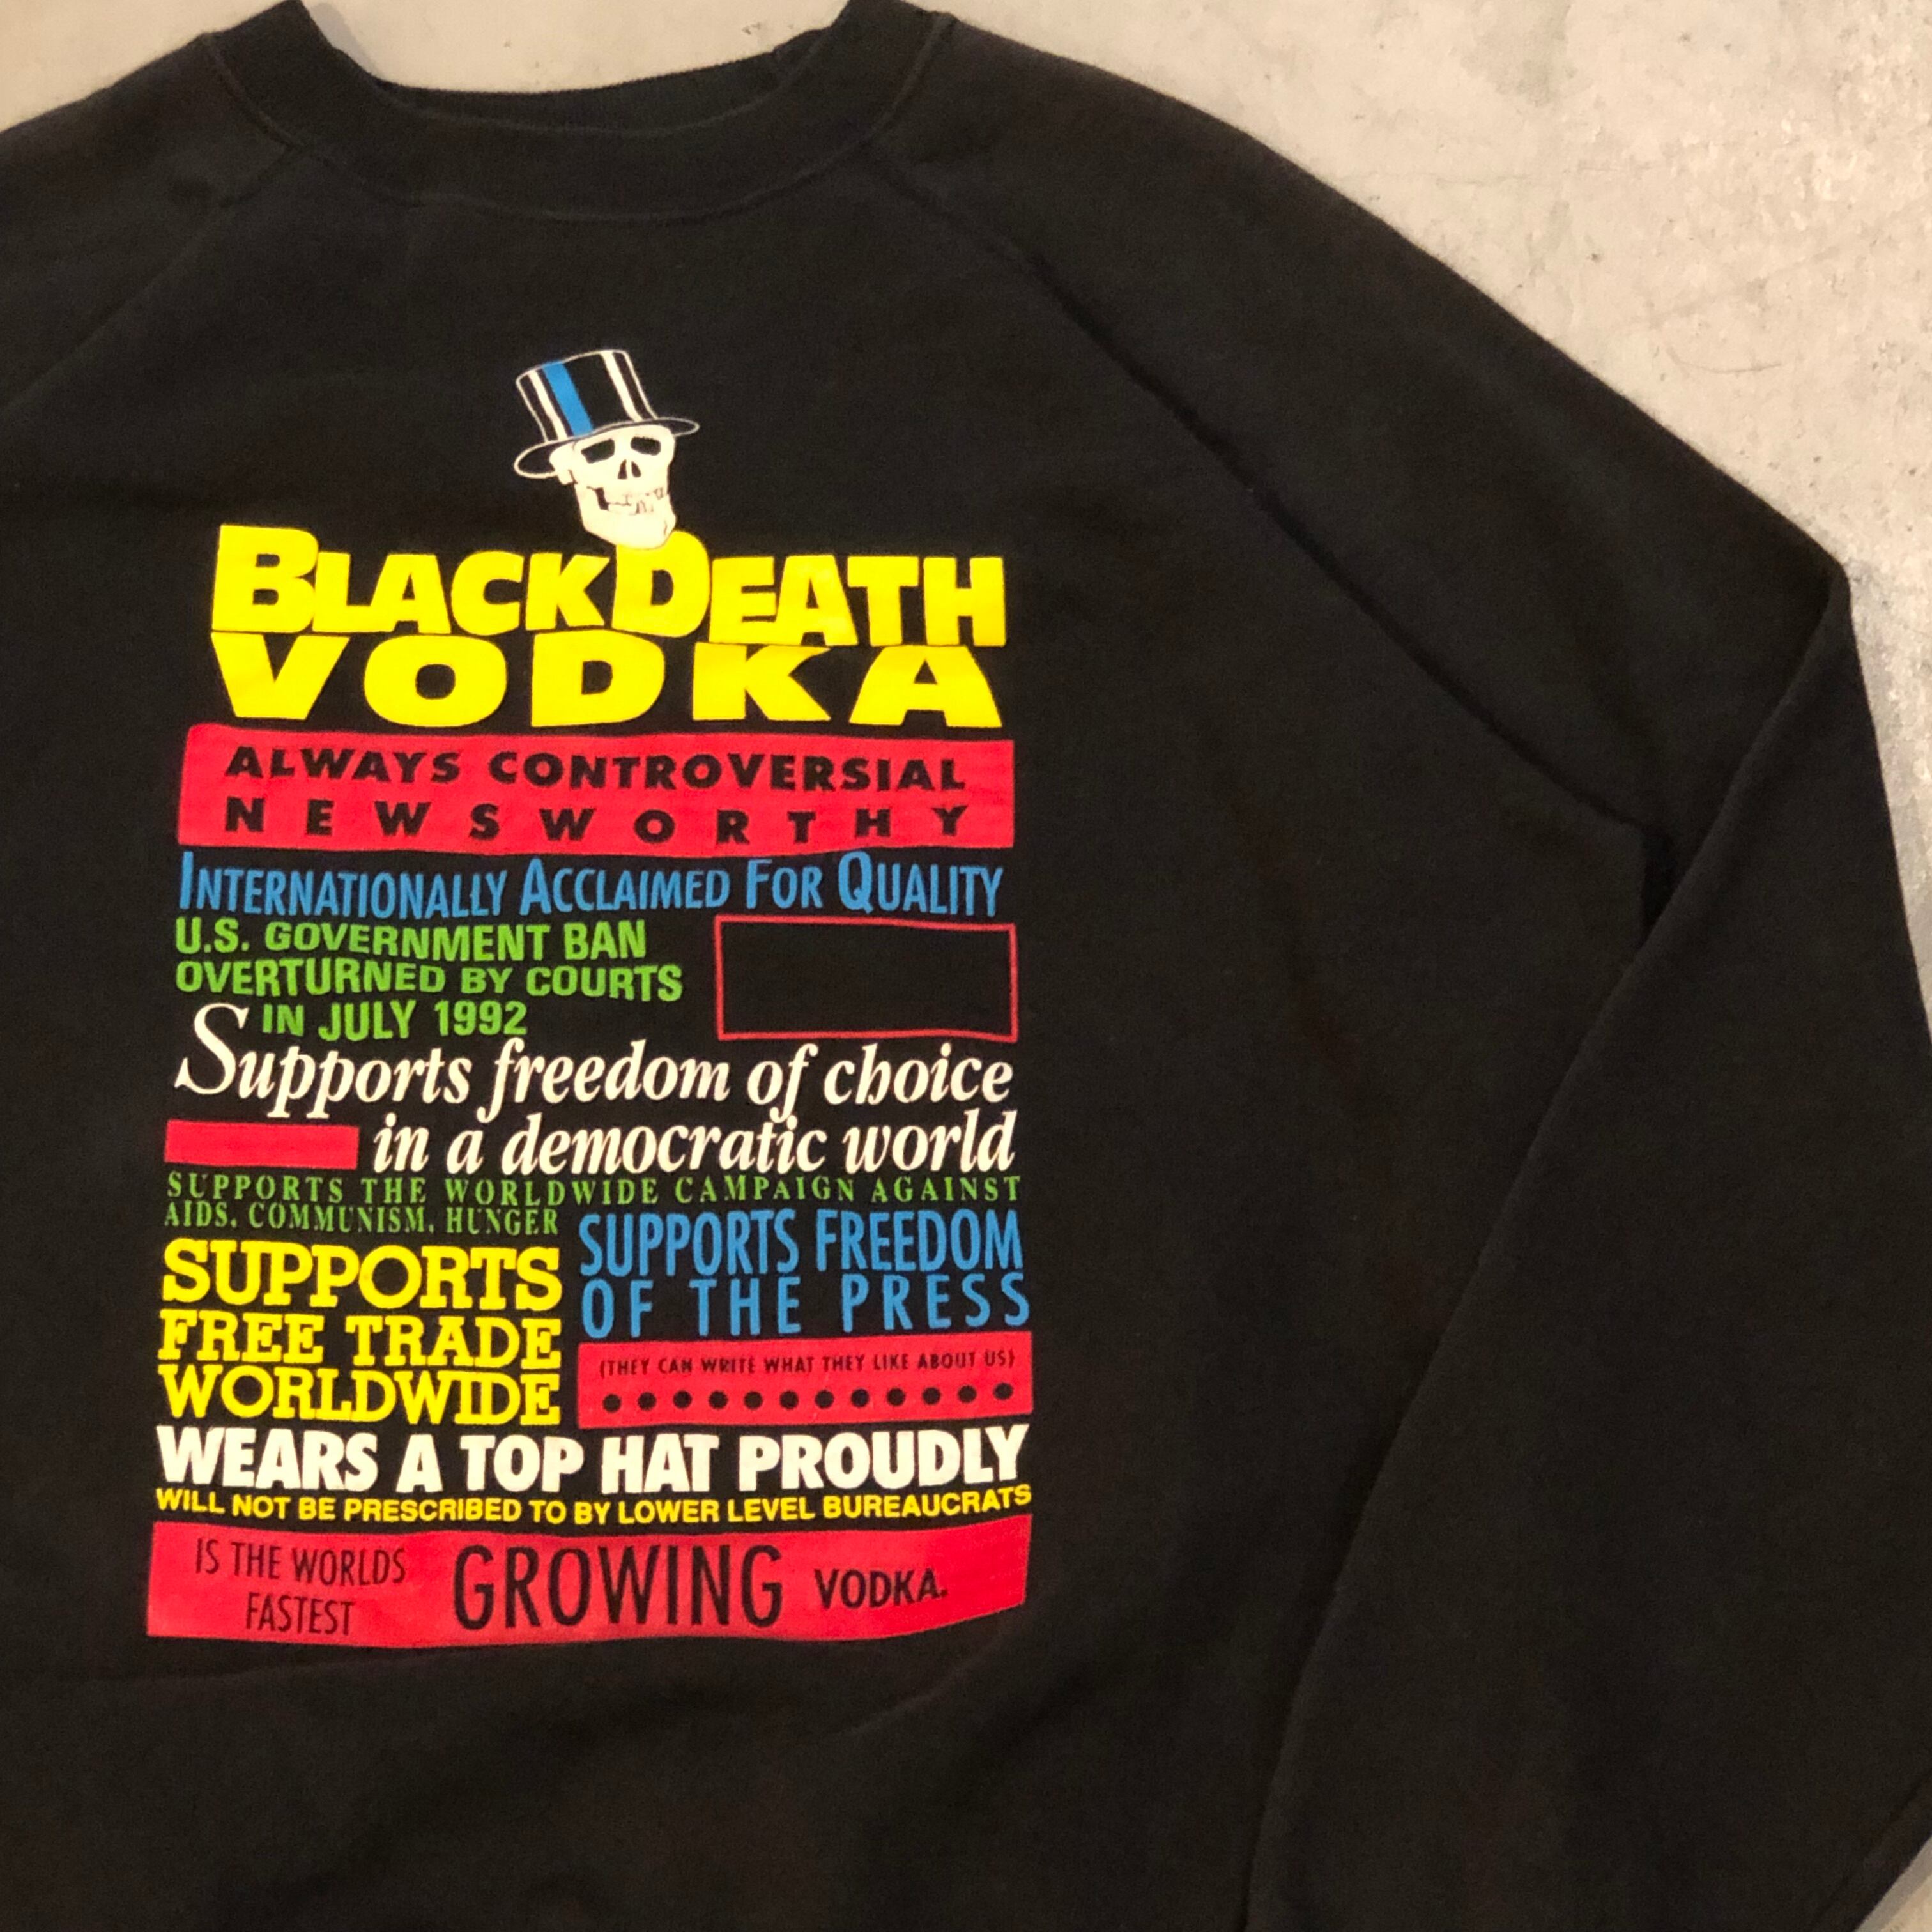 BLACK DEATH
VODKA
ALWAYS CONTROVERSIAL
NEWSWORTHY
INTERNATIONALLY ACCLAIMED FOR QUALITY
U.S. GOVERNMENT BAN
OVERTURNED BY COURTS
IN JULY 1992
Supports freedom of choice
in a democratic world
SUPPORTS THE WORLDWIDE CAMPAIGN AGAINST
AIDS, COMMUNISM, HUNGER
SUPPORTS FREEDOM
OF THE PRESS
(THEY CAN WRITE WHAT THEY LIKE ABOUT US)
SUPPORTS
FREE TRADE
WORLDWIDE
WEARS A TOP HAT PROUDLY
WILL NOT BE PRESCRIBED TO BY LOWER LEVEL BUREAUCRATS
IS THE WORLDS
FASTEST
GROWING
VODKA.